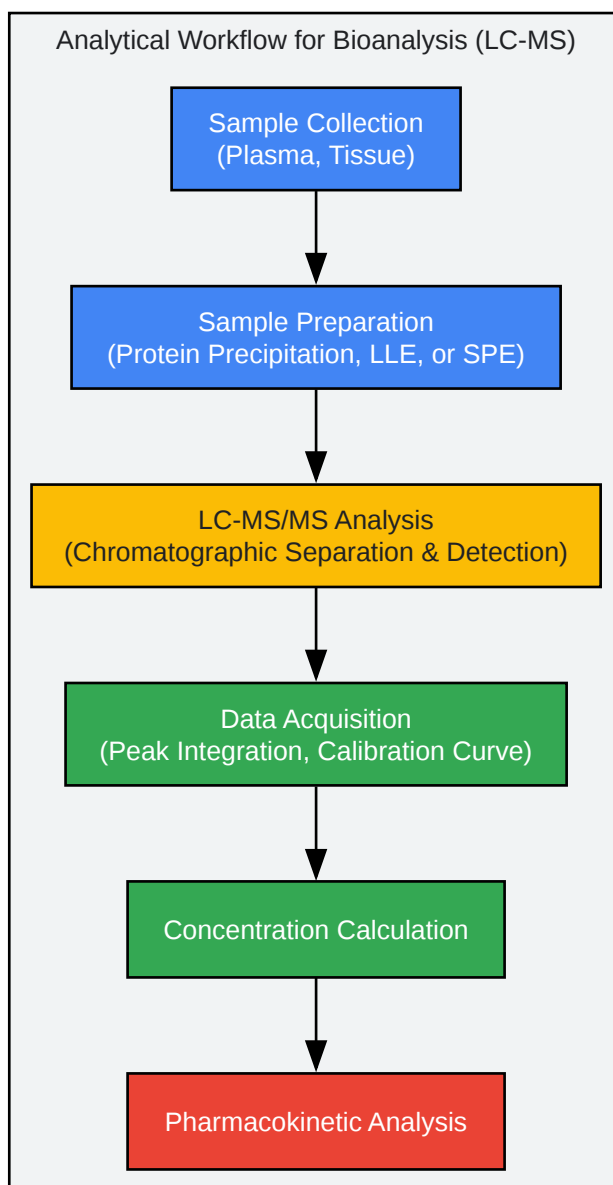 Analytical Workflow for Bioanalysis (LC-MS)
Sample Collection
(Plasma, Tissue)
Sample Preparation
(Protein Precipitation, LLE, or SPE)
LC-MS/MS Analysis
(Chromatographic Separation & Detection)
Data Acquisition
(Peak Integration, Calibration Curve)
Concentration Calculation
Pharmacokinetic Analysis